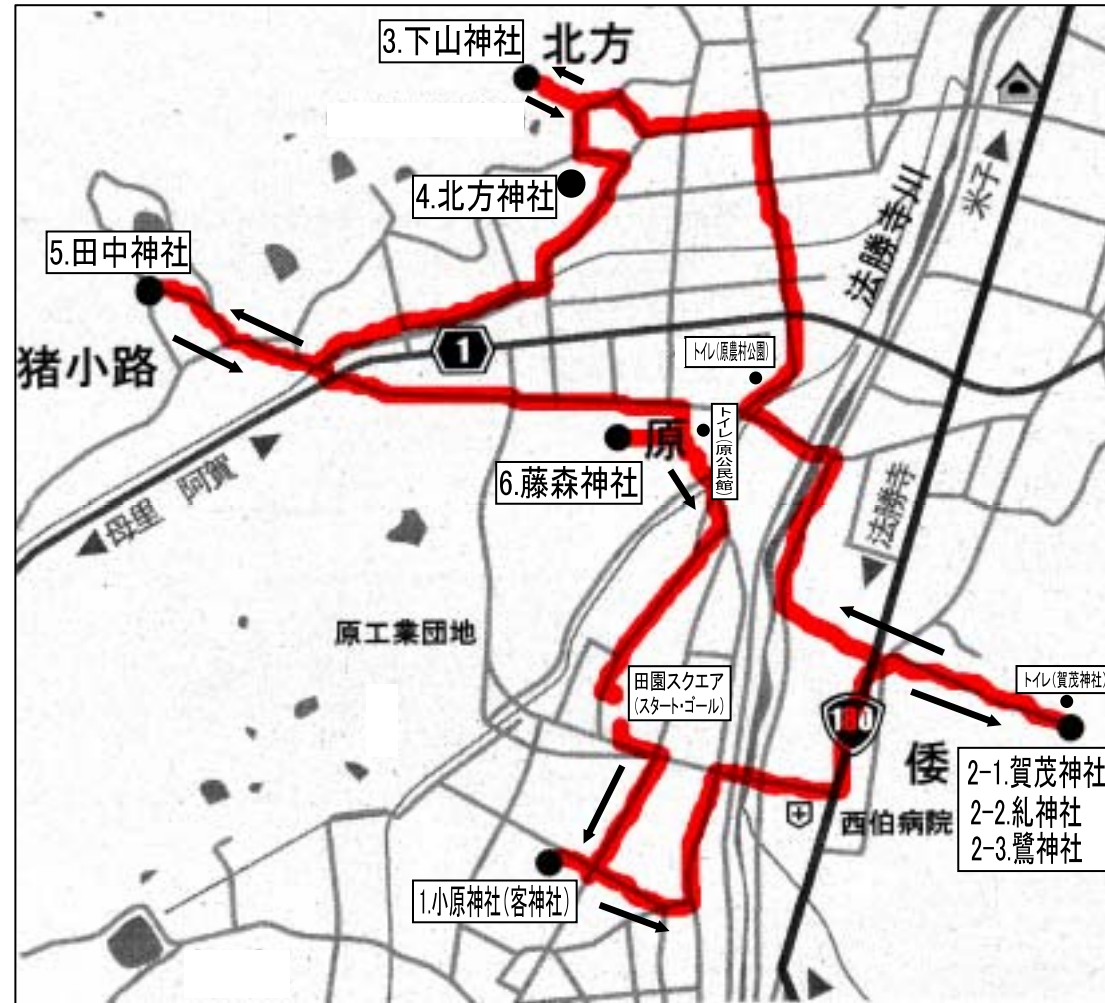 3.下山神社
北方
4.北方神社
米子
法勝寺川
5.田中神社
1
トイレ(原農村公園)
猪小路
トイレ(原公民館)
原
6.藤森神社
母里 阿賀
法勝寺
原工業団地
田園スクエア
(スタート・ゴール)
トイレ(賀茂神社)
180
倭
2-1.賀茂神社
2-2.糺神社
2-3.鷺神社
西伯病院
1.小原神社(客神社)